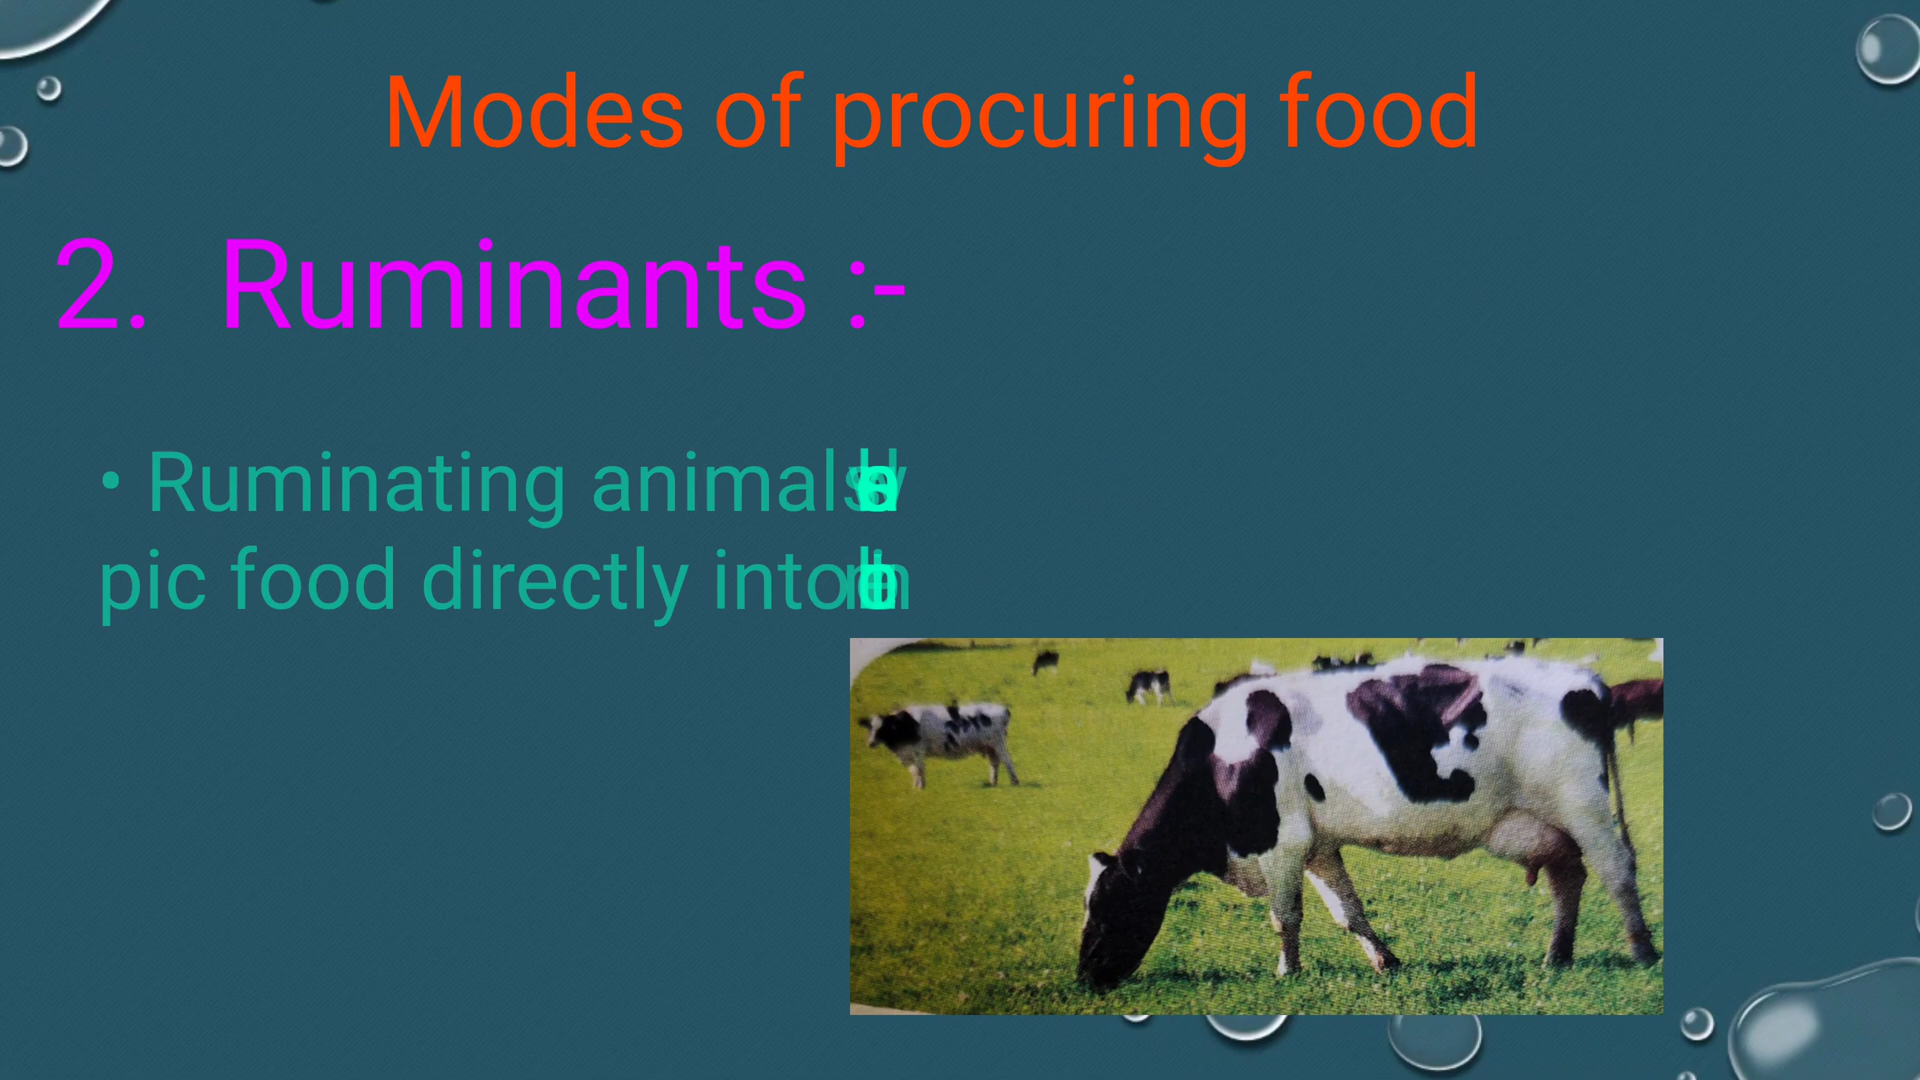 Modes of procuring food
2. Ruminants :-
• Ruminating animals
pic food directly into